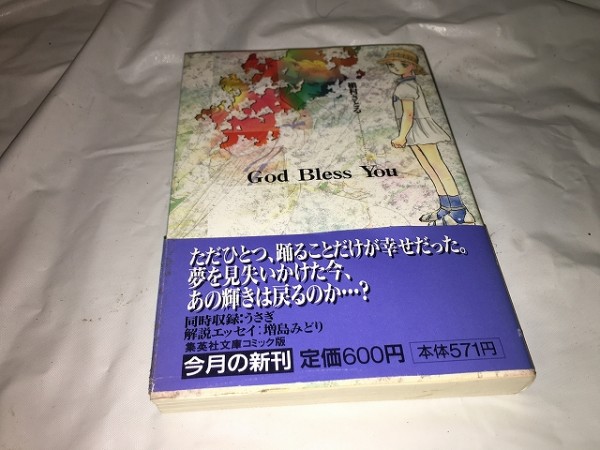 God Bless You
ただひとつ、踊ることだけが幸せだった。
夢を見失いかけた今、
あの輝きは戻るのか…?
同時収録:うさぎ
解説エッセイ:増島みどり
集英社文庫コミック版
今月の新刊 定価600円 本体571円